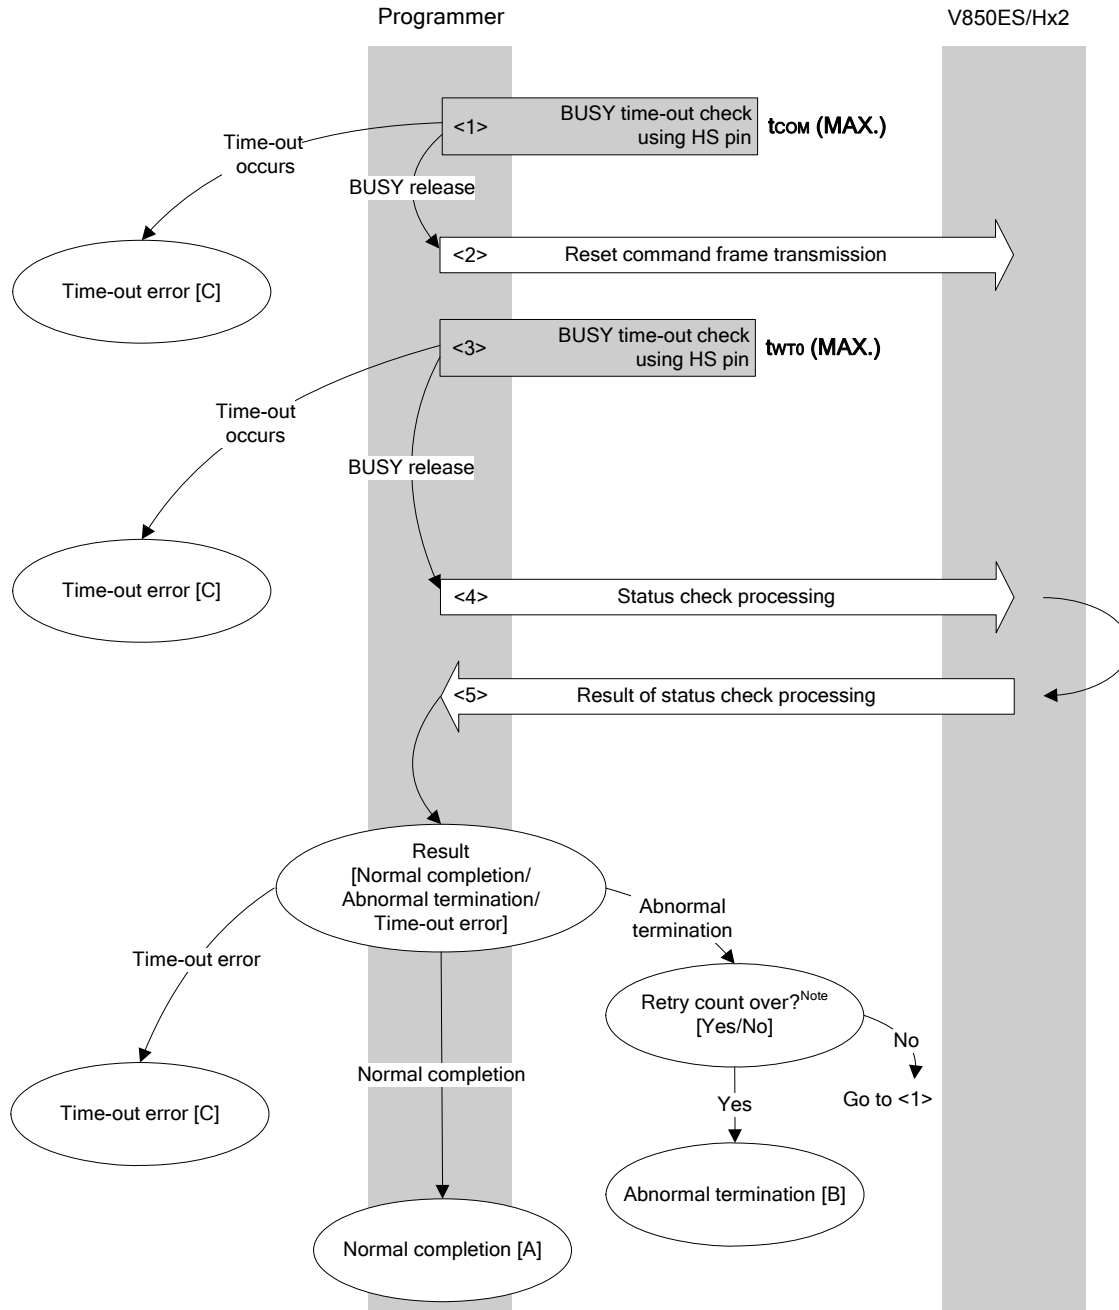 Programmer
V850ES/Hx2
<1>
BUSY time-out check
using HS pin
tCOM (MAX.)
Time-out
occurs
BUSY release
<2>
Reset command frame transmission
Time-out error [C]
<3>
BUSY time-out check
using HS pin
tWT0 (MAX.)
Time-out
occurs
BUSY release
Time-out error [C]
<4>
Status check processing
<5>
Result of status check processing
Result
[Normal completion/
Abnormal termination/
Time-out error]
Abnormal
termination
Time-out error
Retry count over?Note
[Yes/No]
No
Normal completion
Go to <1>
Yes
Time-out error [C]
Abnormal termination [B]
Normal completion [A]